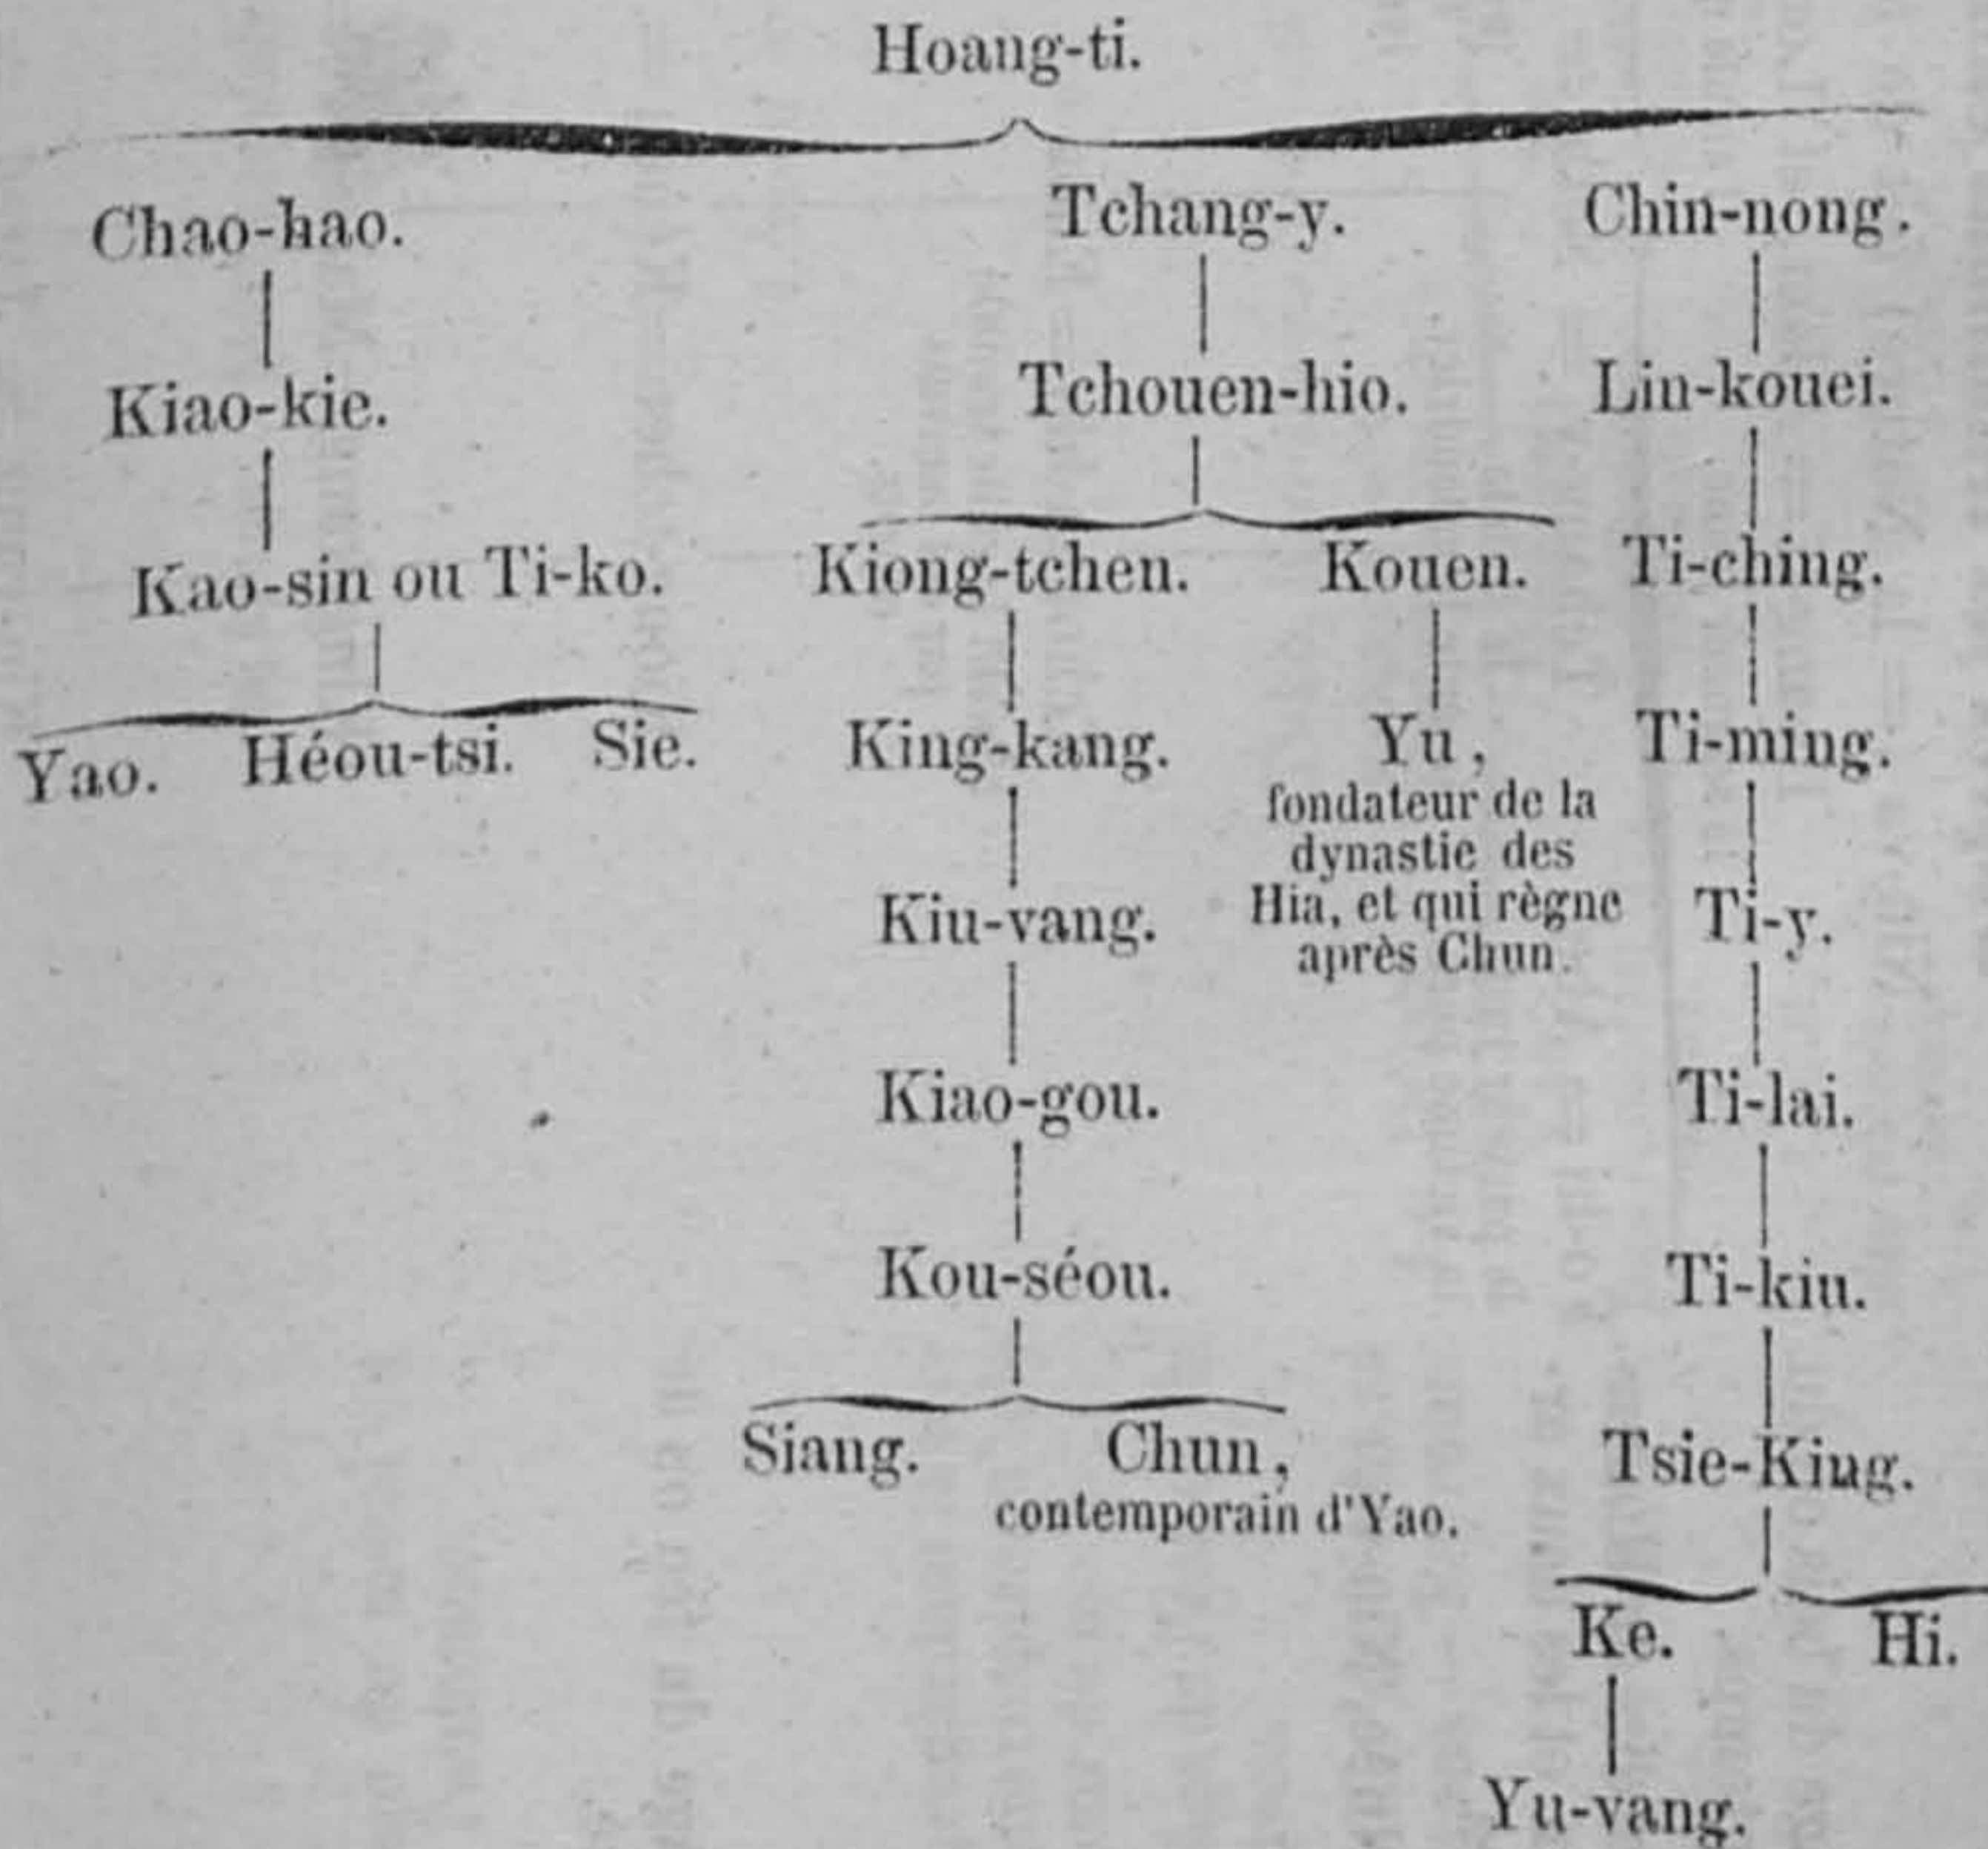 Hoang-ti.
Chao-hao. Tchang-y. Chin-nong.
Kiao-kie. Tchouen-hio. Lin-kouei.
Kao-sin ou Ti-ko. Kiong-tchen. Kouen. Ti-ching.
Yao. Héou-tsi. Sie. King-kang. Yu, Ti-ming.
fondateur de la
dynastie des
Kiu-vang. Hia, et qui règne Ti-y.
après Chun.
Kiao-gou. Ti-lai.
Kou-séou. Ti-kiu.
Siang. Chun, Tsie-King.
contemporain d'Yao.
Ke. Hi.
Yu-vang.